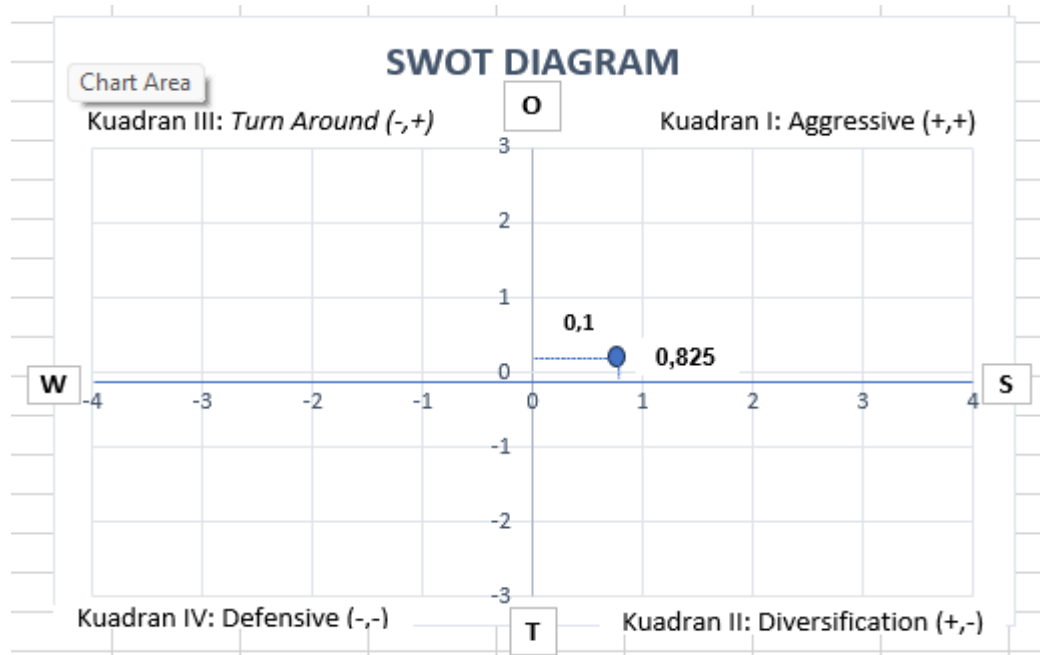 SWOT DIAGRAM
Chart Area
O
Kuadran III: Turn Around (-,+)
Kuadran I: Aggressive (+,+)
3
2
1
0,1
0,825
0
W
S
-4
-3
-2
-1
0
1
2
3
4
-1
-2
-3
Kuadran IV: Defensive (-,-)
T
Kuadran II: Diversification (+,-)